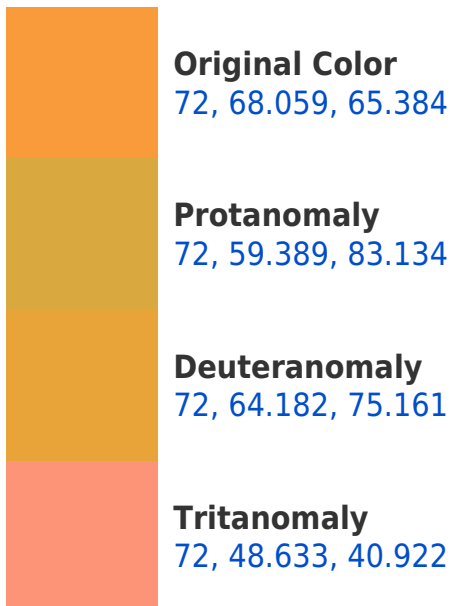 Original Color
72, 68.059, 65.384
Protanomaly
72, 59.389, 83.134
Deuteranomaly
72, 64.182, 75.161
Tritanomaly
72, 48.633, 40.922